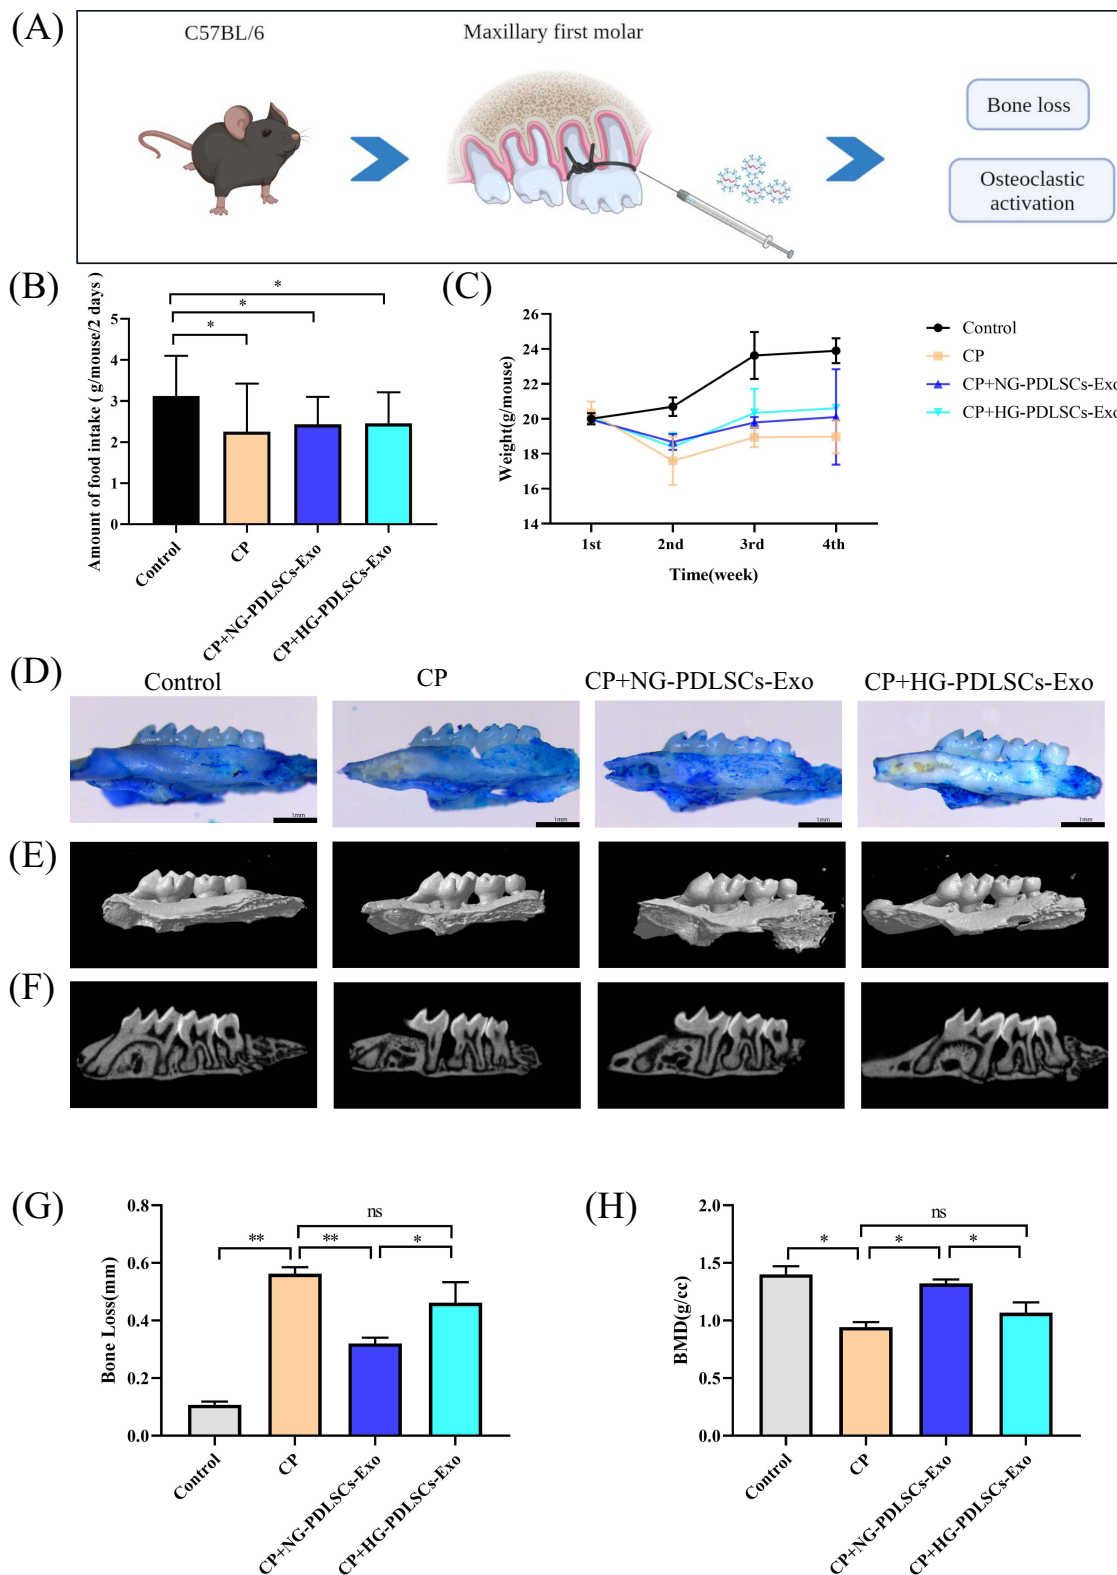 (A)
C57BL/6
Maxillary first molar
Bone loss
Osteoclastic
activation
(B)
Amount of food intake ( g/mouse/2 days )
5
4
3
2
1
0
*
*
*
Control
CP
CP+NG-PDLSCs-Exo
CP+HG-PDLSCs-Exo
(C)
Weight(g/mouse)
26
24
22
20
18
16
14
1st
2nd
3rd
4th
Time(week)
Control
CP
CP+NG-PDLSCs-Exo
CP+HG-PDLSCs-Exo
(D)
Control
CP
CP+NG-PDLSCs-Exo
CP+HG-PDLSCs-Exo
1mm
1mm
1mm
1mm
(E)
(F)
(G)
Bone Loss(mm)
0.8
0.6
0.4
0.2
0.0
ns
**
**
*
Control
CP
CP+NG-PDLSCs-Exo
CP+HG-PDLSCs-Exo
(H)
BMD(g/cc)
2.0
1.5
1.0
0.5
0.0
ns
*
*
*
Control
CP
CP+NG-PDLSCs-Exo
CP+HG-PDLSCs-Exo